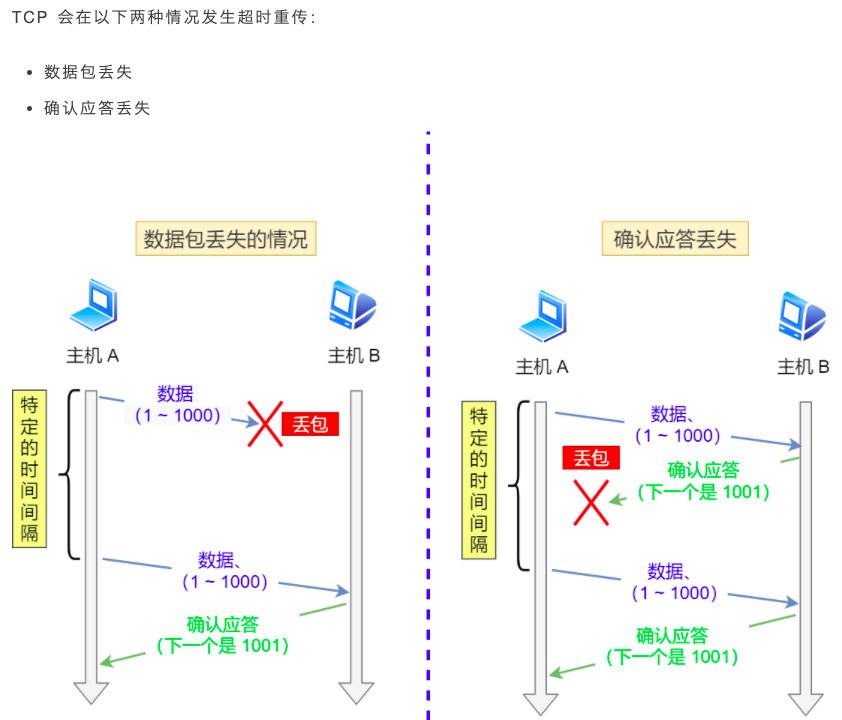 TCP 会在以下两种情况发生超时重传：
数据包丢失
确认应答丢失
数据包丢失的情况
主机 A
主机 B
特定的时间间隔
数据
（1 ~ 1000）
丢包
数据、
（1 ~ 1000）
确认应答
（下一个是 1001）
确认应答丢失
主机 A
主机 B
特定的时间间隔
数据、
（1 ~ 1000）
丢包
确认应答
（下一个是 1001）
数据、
（1 ~ 1000）
确认应答
（下一个是 1001）